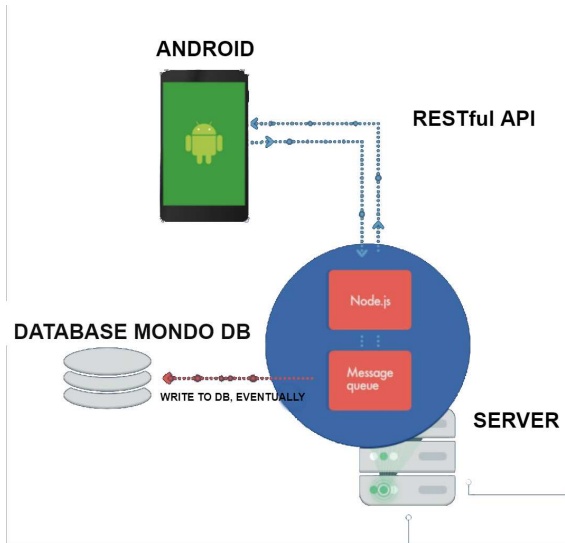 ANDROID
RESTful API
Node.js
DATABASE MONDO DB
Message
queue
WRITE TO DB, EVENTUALLY
SERVER